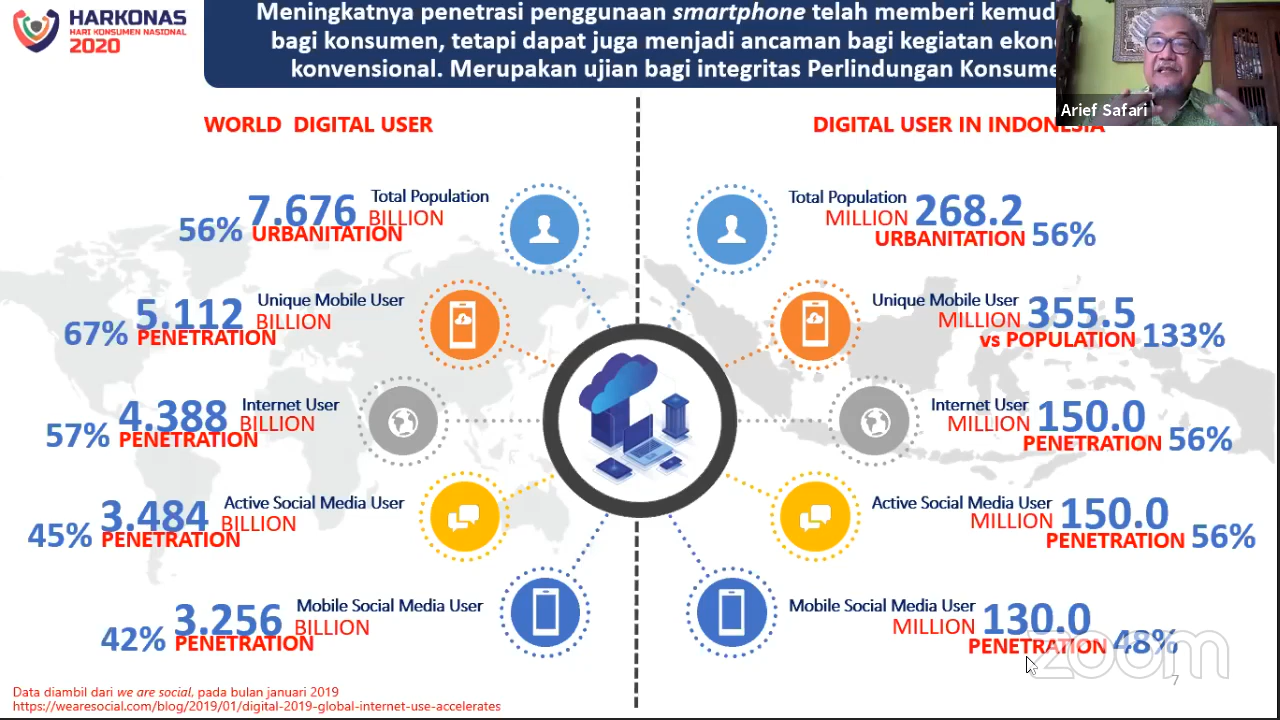 HARKONAS
HARI KONSUMEN NASIONAL
2020
Meningkatnya penetrasi penggunaan smartphone telah memberi
bagi konsumen, tetapi dapat juga menjadi ancaman bagi kegiatan
konvensional. Merupakan ujian bagi integritas Perlindungan
Arief Safari
WORLD DIGITAL USER
Total Population
7.676 BILLION
56% URBANITATION
Unique Mobile User
5.112 BILLION
67% PENETRATION
Internet User
4.388 BILLION
57% PENETRATION
Active Social Media User
3.484 BILLION
45% PENETRATION
Mobile Social Media User
3.256 BILLION
42% PENETRATION
DIGITAL USER IN INDONESIA
Total Population
MILLION 268.2
URBANITATION 56%
Unique Mobile User
MILLION 355.5
vs POPULATION 133%
Internet User
MILLION 150.0
PENETRATION 56%
Active Social Media User
MILLION 150.0
PENETRATION 56%
Mobile Social Media User
MILLION 130.0
PENETRATION 48%
zoom
7
Data diambil dari we are social, pada bulan januari 2019
https://wearesocial.com/blog/2019/01/digital-2019-global-internet-use-accelerates